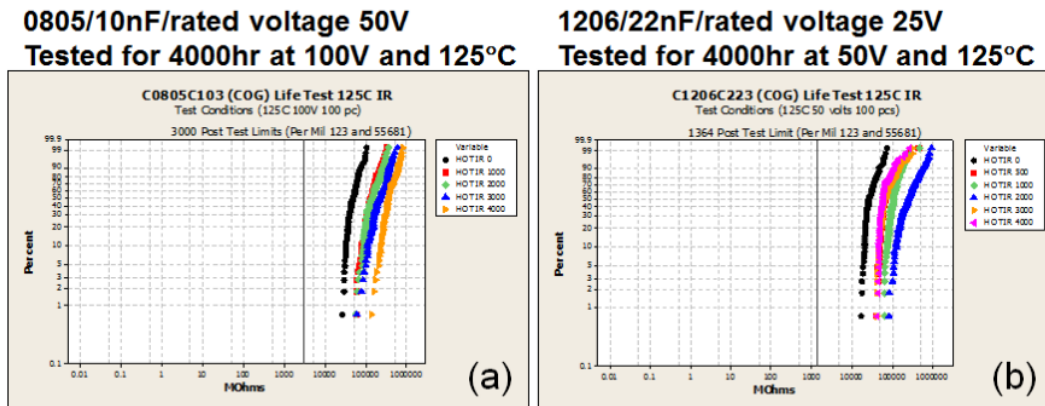 0805/10nF/rated voltage 50V
Tested for 4000hr at 100V and 125°C
C0805C103 (COG) Life Test 125C IR
Test Conditions (125C 100V 100 pc)
3000 Post Test Limits (Per Mil 123 and 55681)
99.9
99
90
80
70
60
50
40
30
20
10
5
3
2
1
0.1
Percent
0.01
0.1
1
10
100
1000
10000
100000
1000000
MOhms
Variable
HOTIR 0
HOTIR 1000
HOTIR 2000
HOTIR 3000
HOTIR 4000
(a)
1206/22nF/rated voltage 25V
Tested for 4000hr at 50V and 125°C
C1206C223 (COG) Life Test 125C IR
Test Conditions (125C 50 volts 100 pcs)
1364 Post Test Limit (Per Mil 123 and 55681)
99.9
99
90
80
70
60
50
40
30
20
10
5
3
2
1
0.1
Percent
0.01
0.1
1
10
100
1000
10000
100000
1000000
MOhms
Variable
HOTIR 0
HOTIR 500
HOTIR 1000
HOTIR 2000
HOTIR 3000
HOTIR 4000
(b)